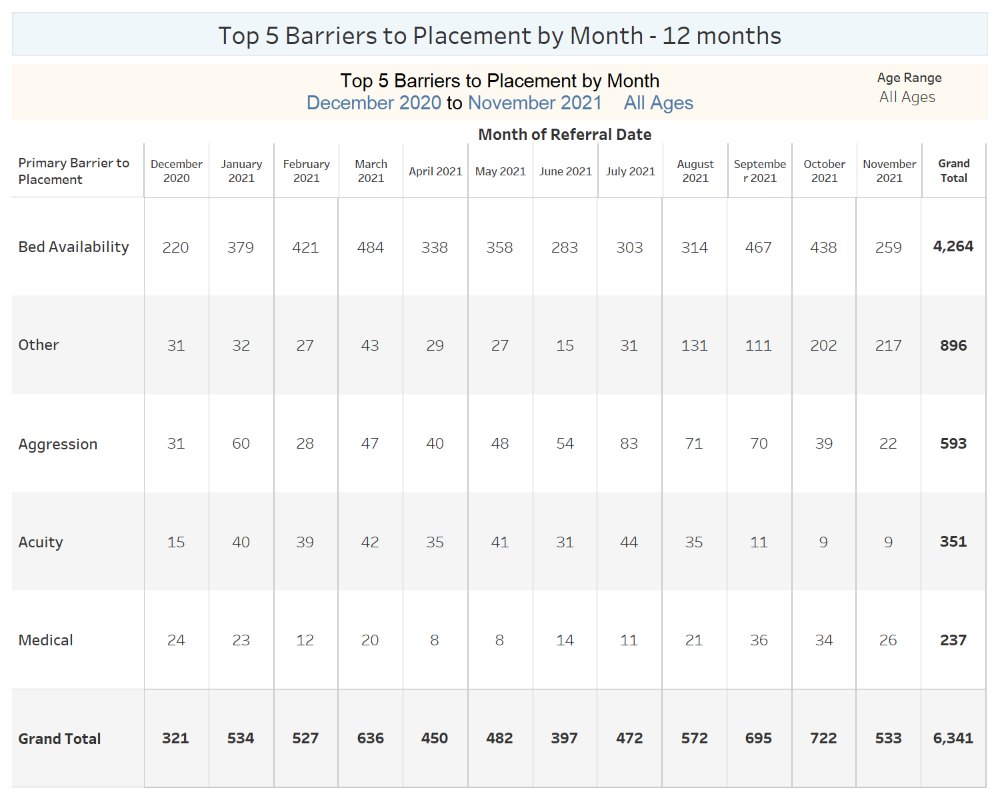 Top 5 Barriers to Placement by Month - 12 months
Top 5 Barriers to Placement by Month
December 2020 to November 2021 All Ages
Age Range
All Ages
Month of Referral Date
Primary Barrier to
Placement
December
2020
January
2021
February
2021
March
2021
April 2021
May 2021
June 2021
July 2021
August
2021
Septembe
r 2021
October
2021
November
2021
Grand
Total
Bed Availability 220 379 421 484 338 358 283 303 314 467 438 259 4,264
Other 31 32 27 43 29 27 15 31 131 111 202 217 896
Aggression 31 60 28 47 40 48 54 83 71 70 39 22 593
Acuity 15 40 39 42 35 41 31 44 35 11 9 9 351
Medical 24 23 12 20 8 8 14 11 21 36 34 26 237
Grand Total 321 534 527 636 450 482 397 472 572 695 722 533 6,341